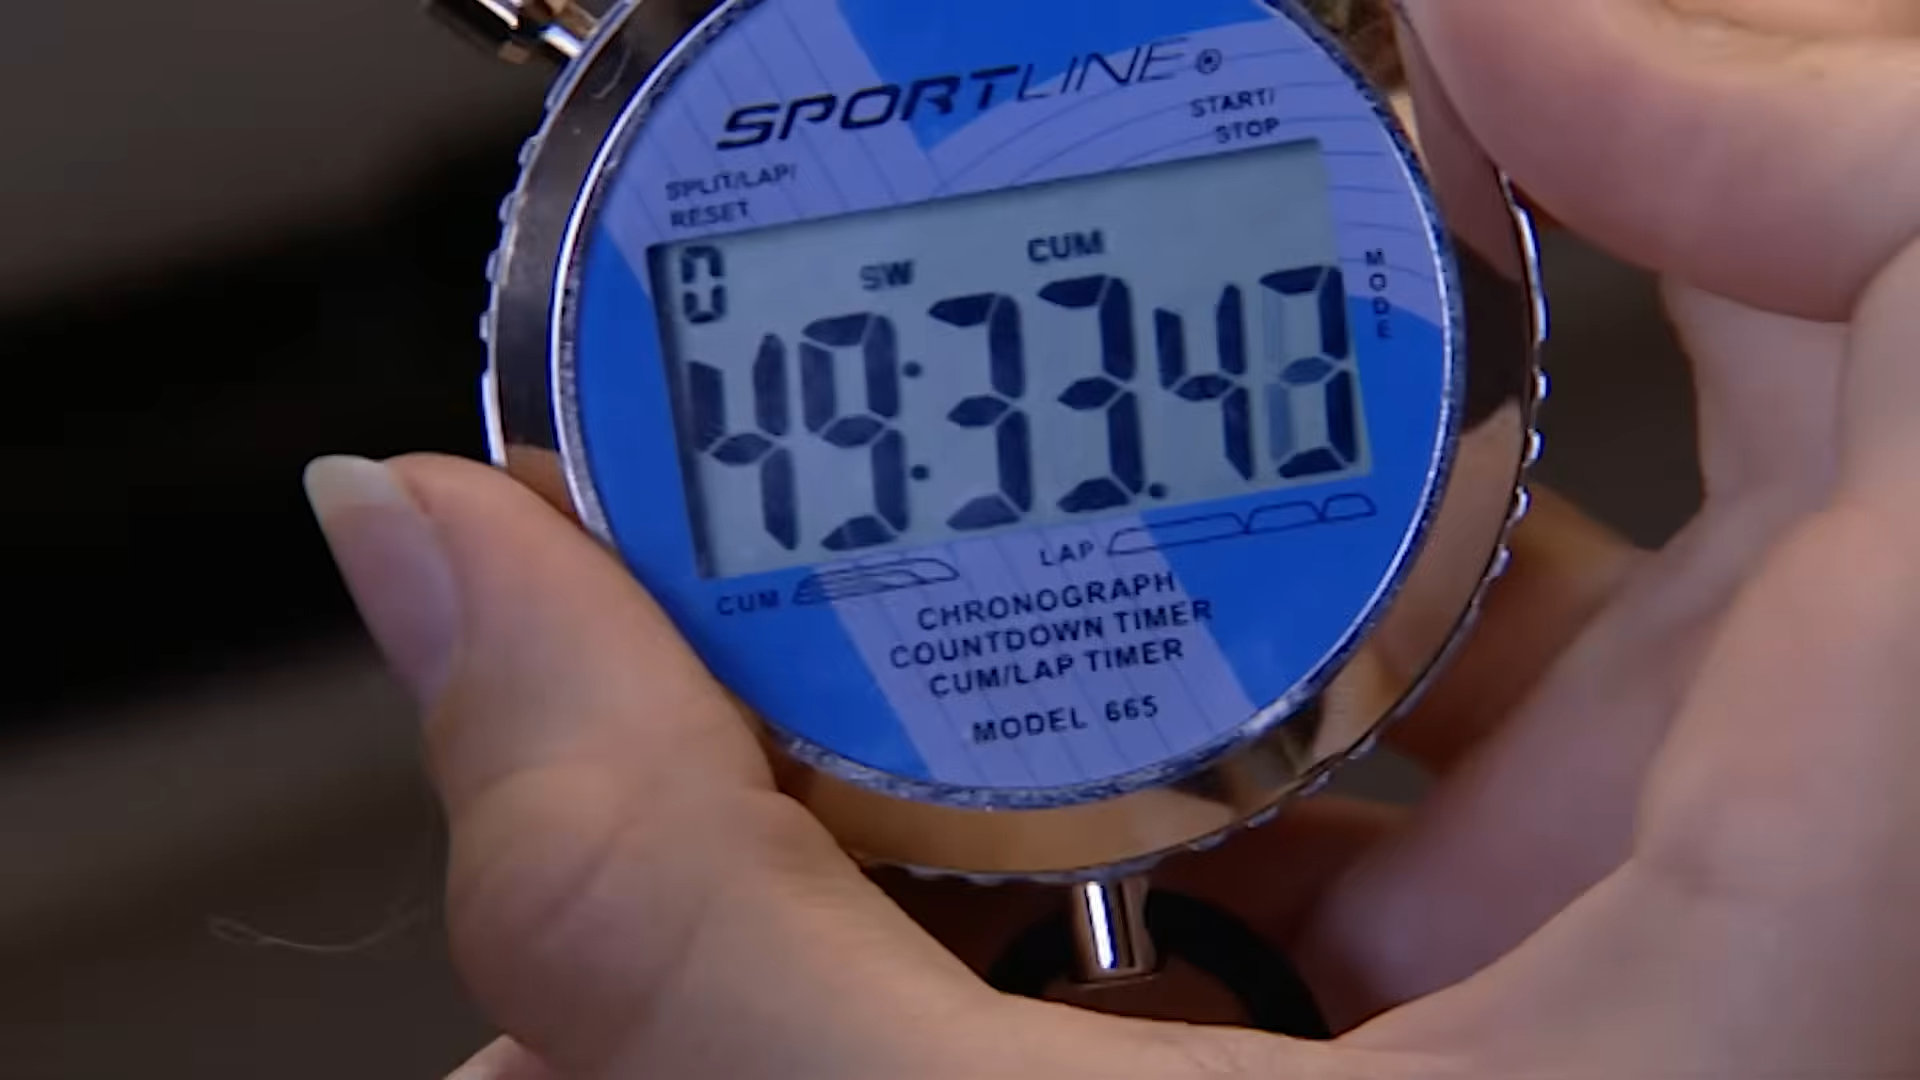 SPORTLINE®
START/
STOP
SPLIT/LAP/
RESET
MODE
0
SW CUM
49:33.43
CUM
LAP
CHRONOGRAPH
COUNTDOWN TIMER
CUM/LAP TIMER
MODEL 665